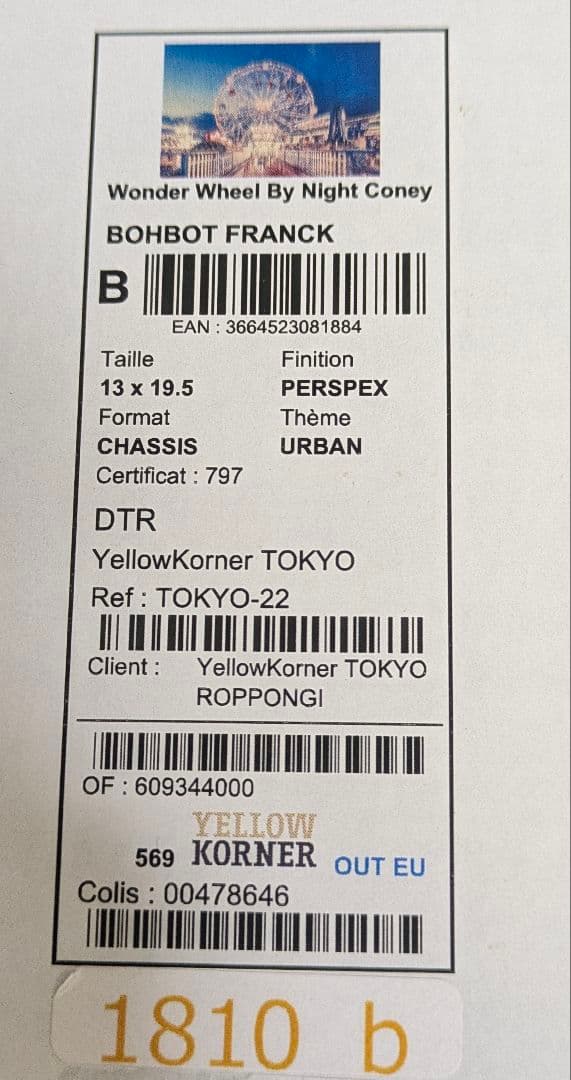 Wonder Wheel By Night Coney
BOHBOT FRANCK
B
EAN : 3664523081884
Taille Finition
13 x 19.5 PERSPEX
Format Thème
CHASSIS URBAN
Certificat : 797
DTR
YellowKorner TOKYO
Ref : TOKYO-22
Client : YellowKorner TOKYO
ROPPONGI
OF : 609344000
YELLOW
569 KORNER OUT EU
Colis : 00478646
1810 b